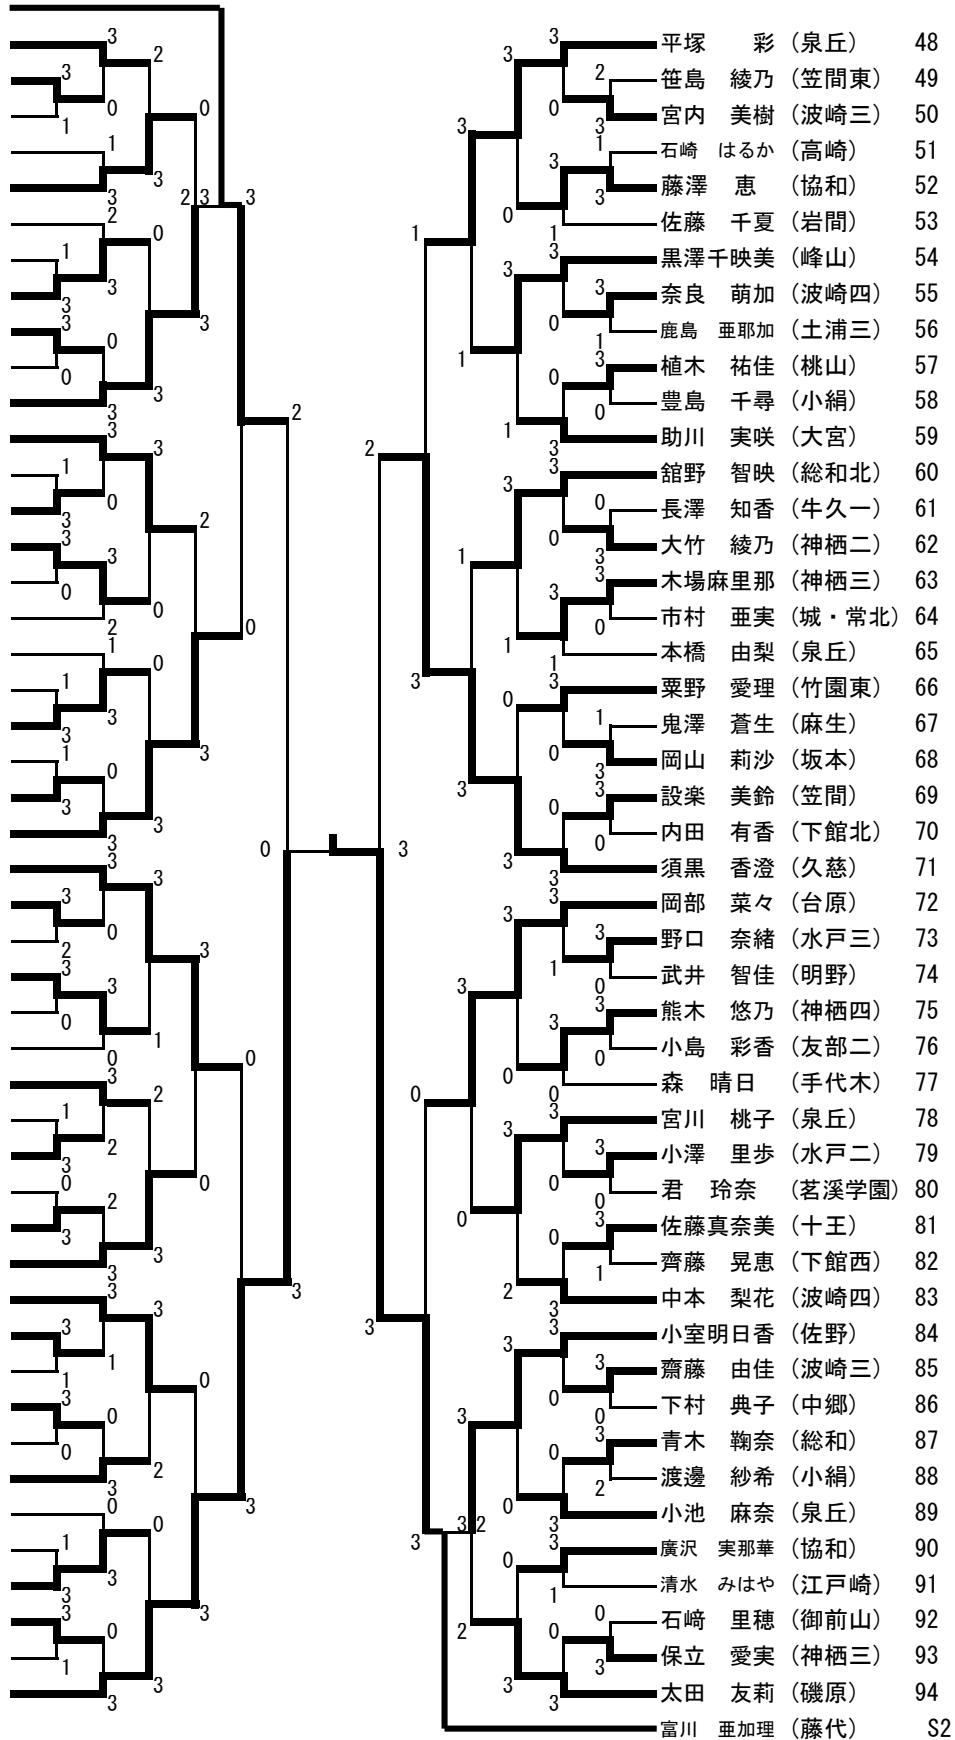 平塚　彩 （泉丘） 48
笹島　綾乃 （笠間東） 49
宮内　美樹 （波崎三） 50
石崎　はるか （高崎） 51
藤澤　恵 （協和） 52
佐藤　千夏 （岩間） 53
黒澤千映美 （峰山） 54
奈良　萌加 （波崎四） 55
鹿島　亜耶加 （土浦三） 56
植木　祐佳 （桃山） 57
豊島　千尋 （小絹） 58
助川　実咲 （大宮） 59
舘野　智映 （総和北） 60
長澤　知香 （牛久一） 61
大竹　綾乃 （神栖二） 62
木場麻里那 （神栖三） 63
市村　亜実 （城・常北） 64
本橋　由梨 （泉丘） 65
粟野　愛理 （竹園東） 66
鬼澤　蒼生 （麻生） 67
岡山　莉沙 （坂本） 68
設楽　美鈴 （笠間） 69
内田　有香 （下館北） 70
須黒　香澄 （久慈） 71
岡部　菜々 （台原） 72
野口　奈緒 （水戸三） 73
武井　智佳 （明野） 74
熊木　悠乃 （神栖四） 75
小島　彩香 （友部二） 76
森　晴日 （手代木） 77
宮川　桃子 （泉丘） 78
小澤　里歩 （水戸二） 79
君　玲奈 （茗溪学園） 80
佐藤真奈美 （十王） 81
齊藤　晃恵 （下館西） 82
中本　梨花 （波崎四） 83
小室明日香 （佐野） 84
齋藤　由佳 （波崎三） 85
下村　典子 （中郷） 86
青木　鞠奈 （総和） 87
渡邊　紗希 （小絹） 88
小池　麻奈 （泉丘） 89
廣沢　実那華 （協和） 90
清水　みはや （江戸崎） 91
石﨑　里穂 （御前山） 92
保立　愛実 （神栖三） 93
太田　友莉 （磯原） 94
富川　亜加理 （藤代） S2